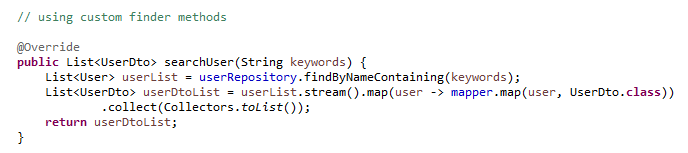 // using custom finder methods
@Override
public List<UserDto> searchUser(String keywords) {
List<User> userList = userRepository.findByNameContaining(keywords);
List<UserDto> userDtoList = userList.stream().map(user -> mapper.map(user, UserDto.class))
.collect(Collectors.toList());
return userDtoList;
}